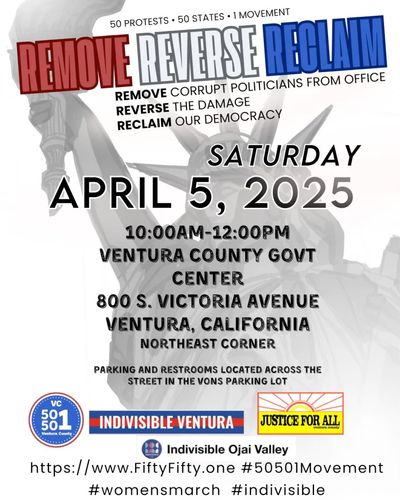 50 PROTESTS • 50 STATES • 1 MOVEMENT
REMOVE REVERSE RECLAIM
REMOVE CORRUPT POLITICIANS FROM OFFICE
REVERSE THE DAMAGE
RECLAIM OUR DEMOCRACY
SATURDAY
APRIL 5, 2025
10:00AM-12:00PM
VENTURA COUNTY GOVT
CENTER
800 S. VICTORIA AVENUE
VENTURA, CALIFORNIA
NORTHEAST CORNER
PARKING AND RESTROOMS LOCATED ACROSS THE
STREET IN THE VONS PARKING LOT
VC
50
50 1
Ventura County
INDIVISIBLE VENTURA
JUSTICE FOR ALL
Indivisible Ojai Valley
https://www.FiftyFifty.one #50501Movement
#womensmarch #indivisible